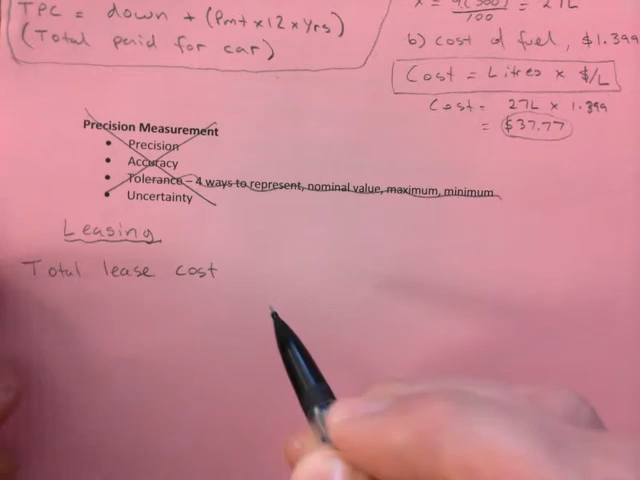 TPC = down + (Pmt x 12 x yrs)
(Total paid for car)
x = 9(300)/100 = 27L
b) cost of fuel, $1.399
Cost = Litres x $/L
Cost = 27L x 1.399
= $37.77
Precision Measurement
• Precision
• Accuracy
• Tolerance – 4 ways to represent, nominal value, maximum, minimum
• Uncertainty
Leasing
Total lease cost